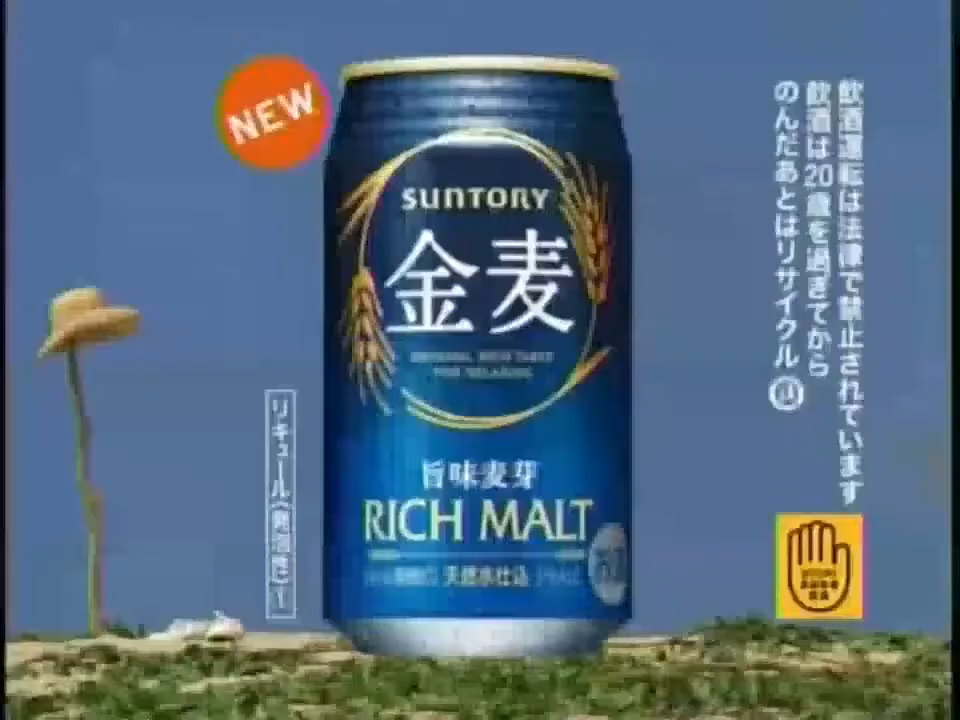 NEW
SUNTORY
金麦
旨味麦芽
RICH MALT
天然水仕込
リキュール(発泡性)①
飲酒運転は法律で禁止されています
飲酒は20歳を過ぎてから
のんだあとはリサイクル